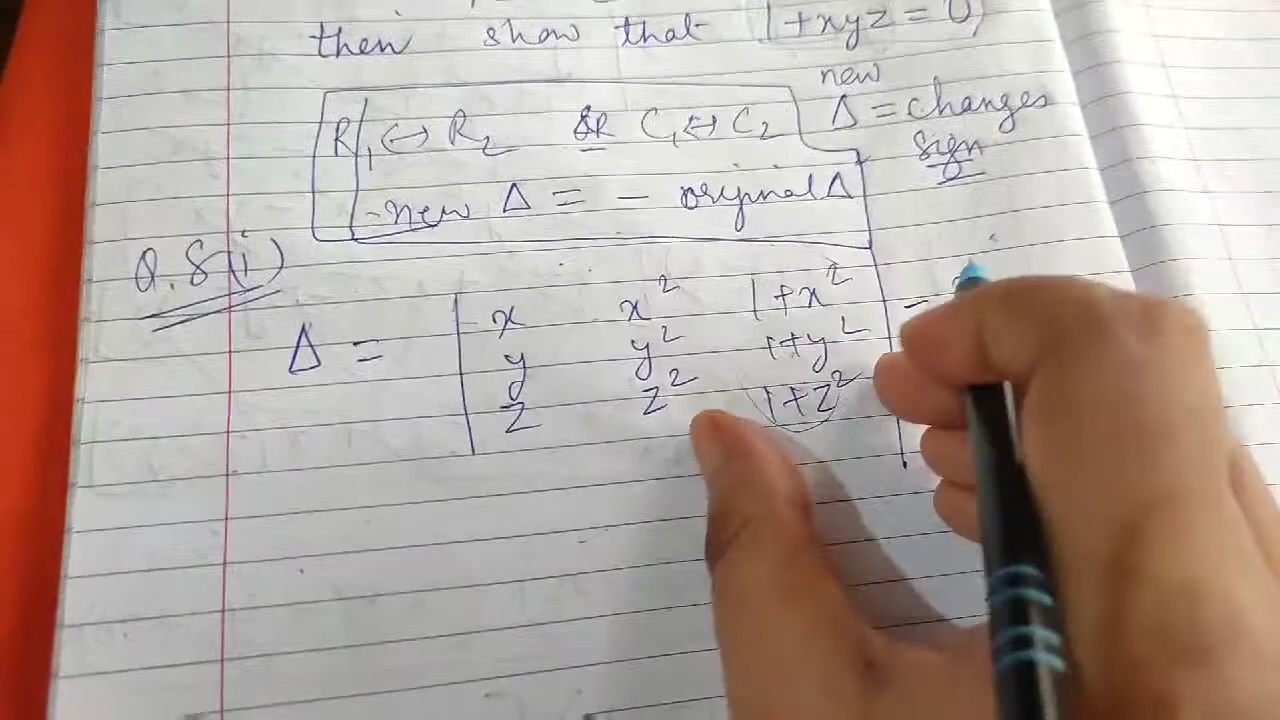 then show that 1+xyz = 0
new
R₁ ↔ R₂ OR C₁ ↔ C₂ Δ = changes
sign
new Δ = - original Δ
Q.8(i)
x x² 1+x²
Δ = y y² 1+y²
z z² 1+z²